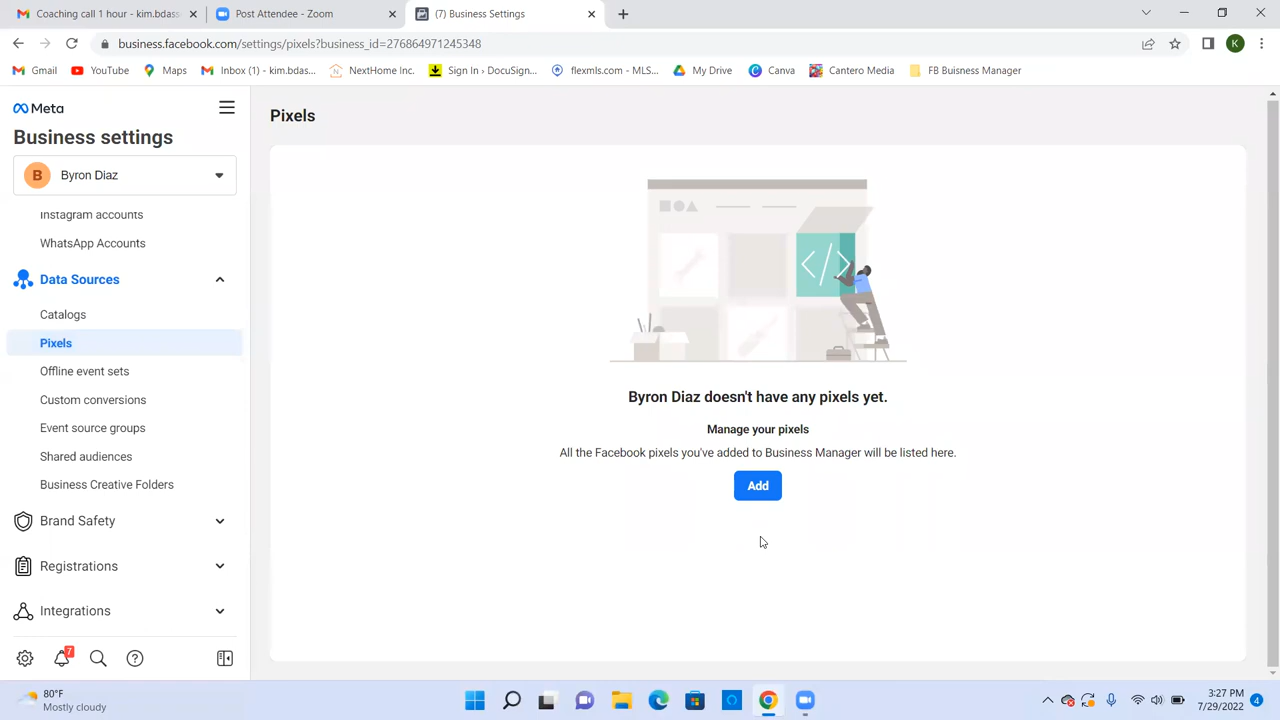 Coaching call 1 hour - kim.bdass
Post Attendee - Zoom
(7) Business Settings
business.facebook.com/settings/pixels?business_id=276864971245348
K
Gmail
YouTube
Maps
Inbox (1) - kim.bdas...
NextHome Inc.
Sign In › DocuSign...
flexmls.com - MLS...
My Drive
Canva
Cantero Media
FB Buisness Manager
Meta
Business settings
B Byron Diaz
Instagram accounts
WhatsApp Accounts
Data Sources
Catalogs
Pixels
Offline event sets
Custom conversions
Event source groups
Shared audiences
Business Creative Folders
Brand Safety
Registrations
Integrations
7
Pixels
</>
Byron Diaz doesn't have any pixels yet.
Manage your pixels
All the Facebook pixels you've added to Business Manager will be listed here.
Add
80°F
Mostly cloudy
3:27 PM
7/29/2022
4